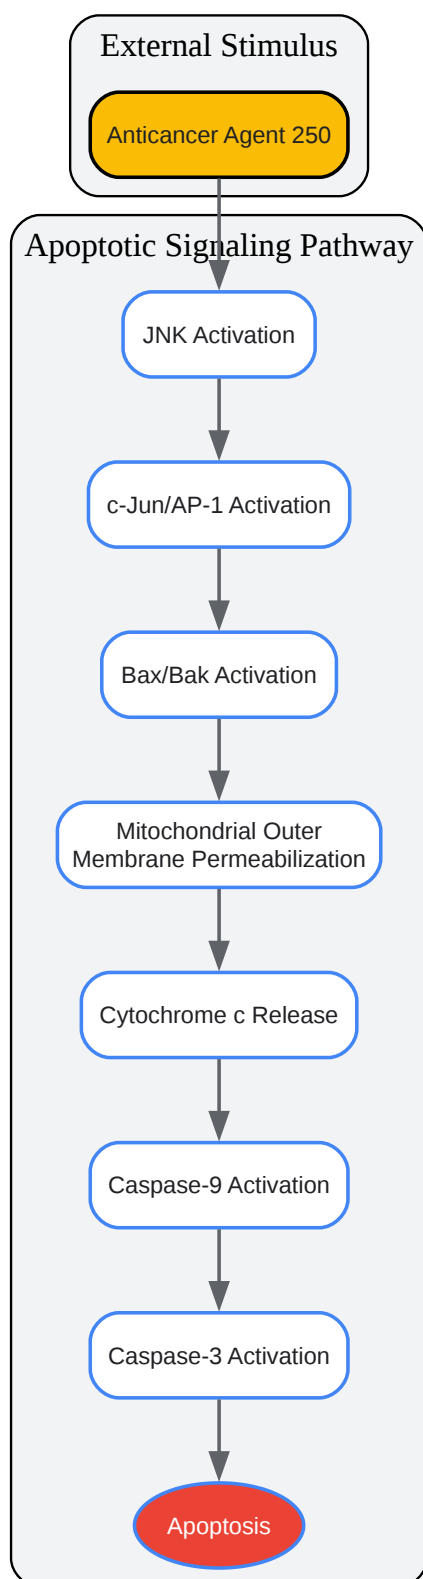 External Stimulus
Anticancer Agent 250
Apoptotic Signaling Pathway
JNK Activation
c-Jun/AP-1 Activation
Bax/Bak Activation
Mitochondrial Outer
Membrane Permeabilization
Cytochrome c Release
Caspase-9 Activation
Caspase-3 Activation
Apoptosis